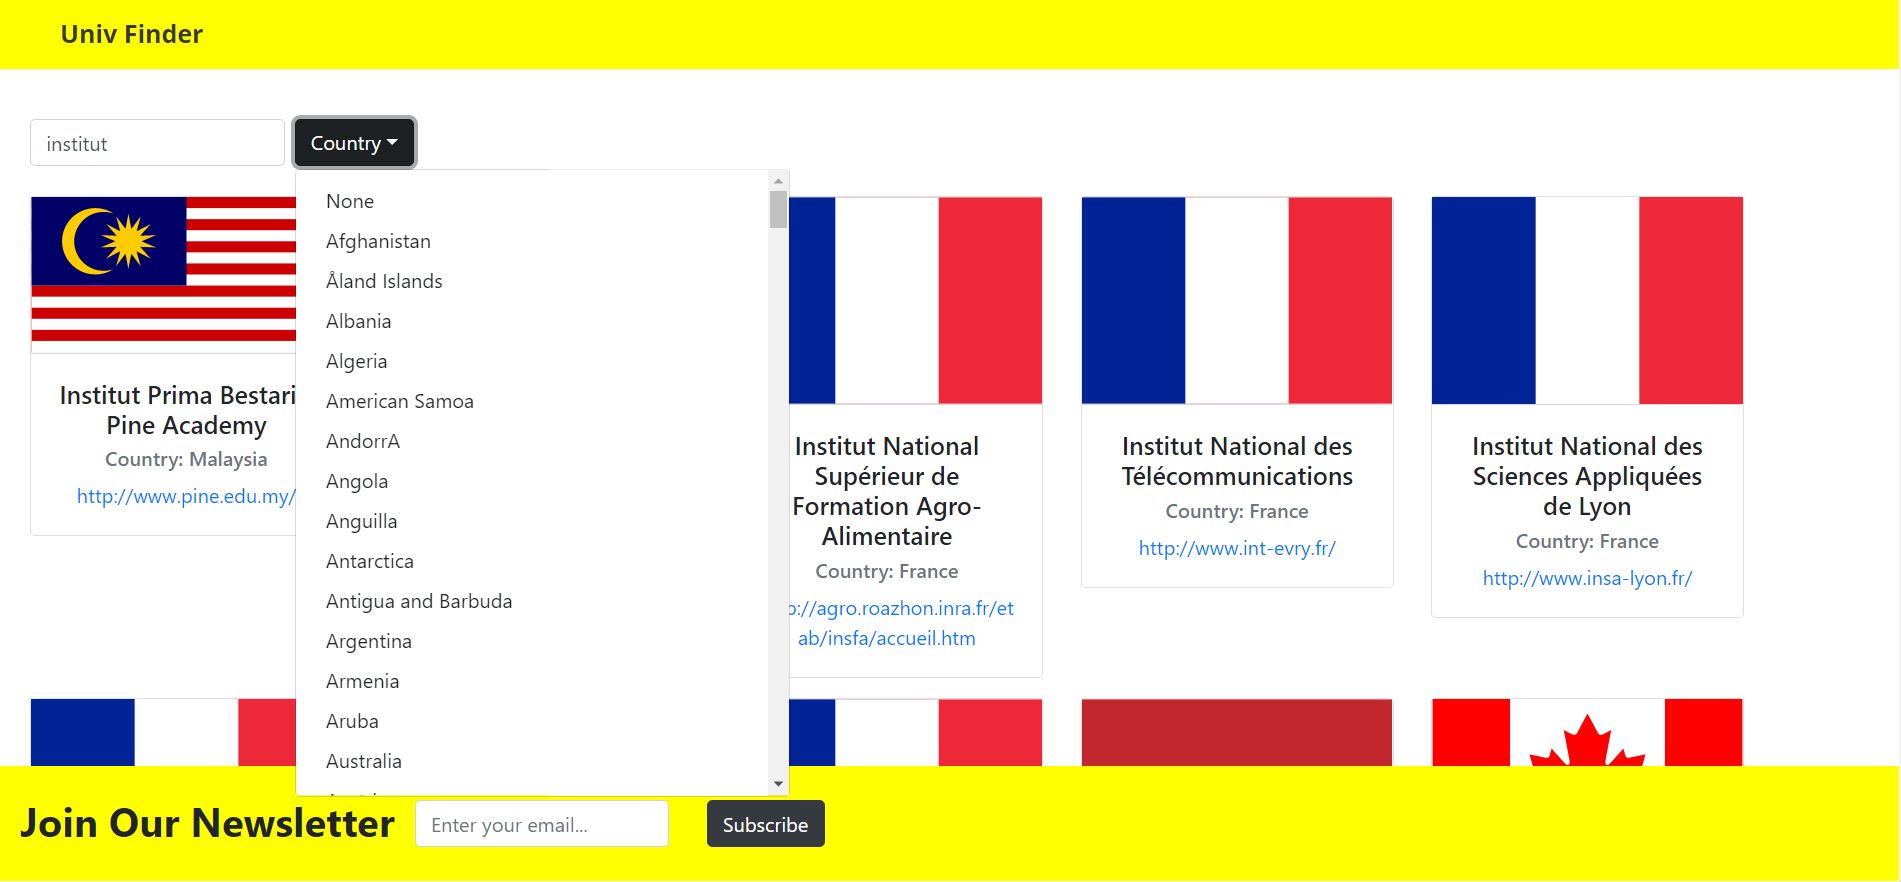 Univ Finder
institut
Country
None
Afghanistan
Åland Islands
Albania
Algeria
American Samoa
AndorrA
Angola
Anguilla
Antarctica
Antigua and Barbuda
Argentina
Armenia
Aruba
Australia
Institut Prima Bestari
Pine Academy
Country: Malaysia
http://www.pine.edu.my/
Institut National
Supérieur de
Formation Agro-
Alimentaire
Country: France
://agro.roazhon.inra.fr/et
ab/insfa/accueil.htm
Institut National des
Télécommunications
Country: France
http://www.int-evry.fr/
Institut National des
Sciences Appliquées
de Lyon
Country: France
http://www.insa-lyon.fr/
Join Our Newsletter
Enter your email...
Subscribe